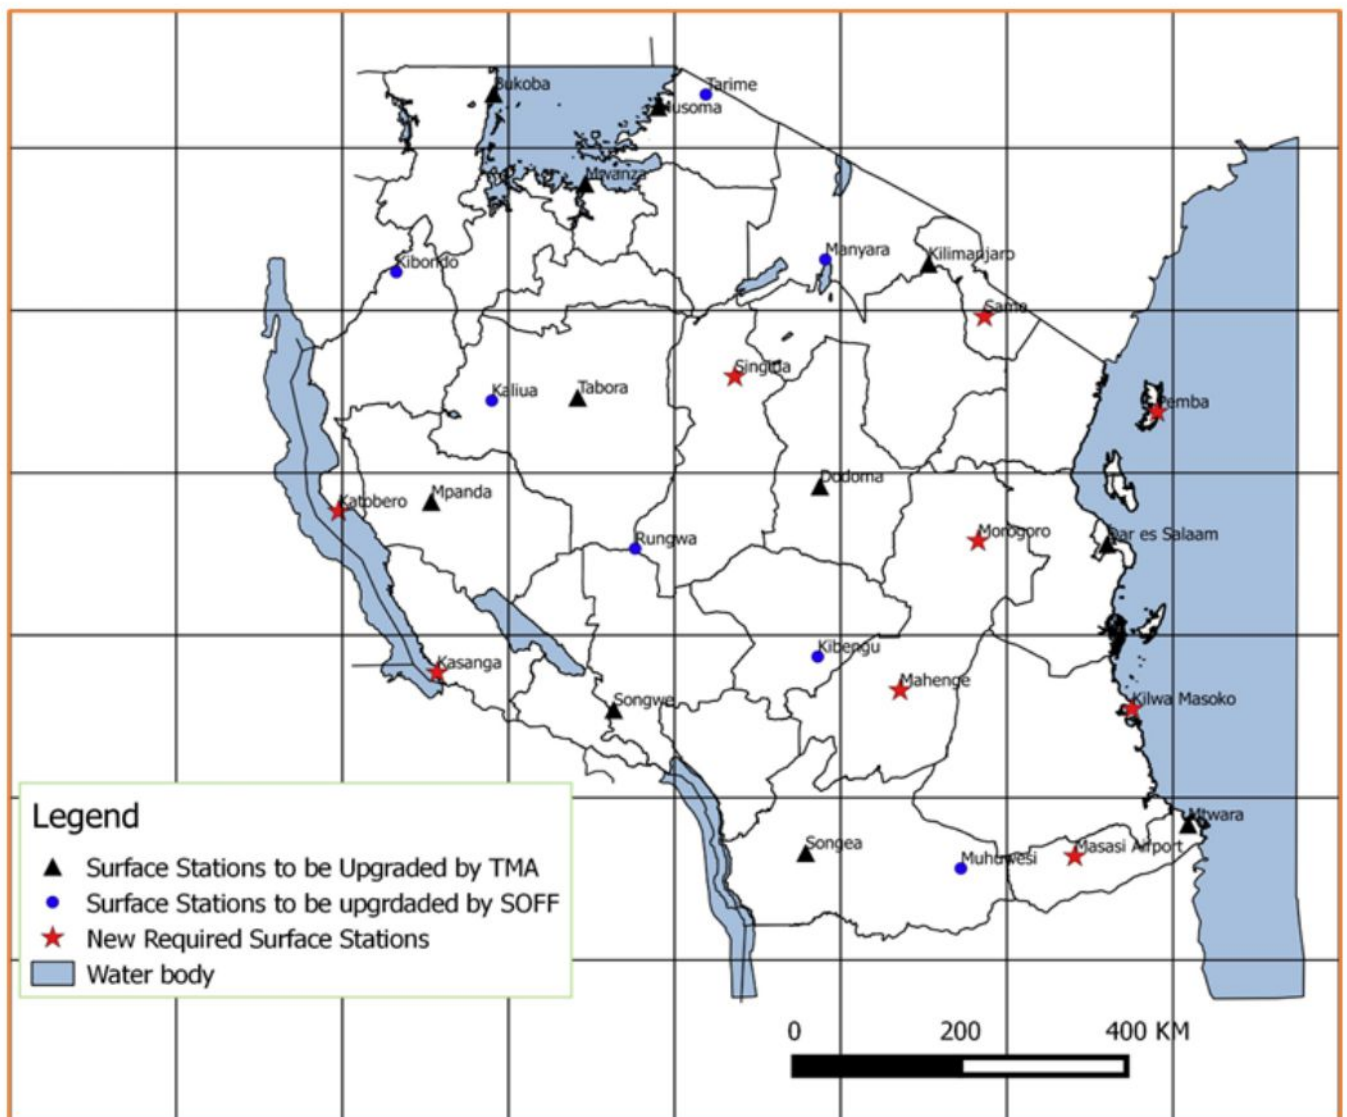 Bukoba
Tarime
Musoma
Mwanza
Manyara
Kilimanjaro
Kibondo
Same
Singida
Kaliua
Tabora
Pemba
Dodoma
Mpanda
Katobero
Morogoro
Dar es Salaam
Rungwa
Kibengu
Kasanga
Mahenge
Songwe
Kilwa Masoko
Mtwara
Songea
Masasi Airport
Muhuwesi
Legend
Surface Stations to be Upgraded by TMA
Surface Stations to be upgrdaded by SOFF
New Required Surface Stations
Water body
0 200 400 KM